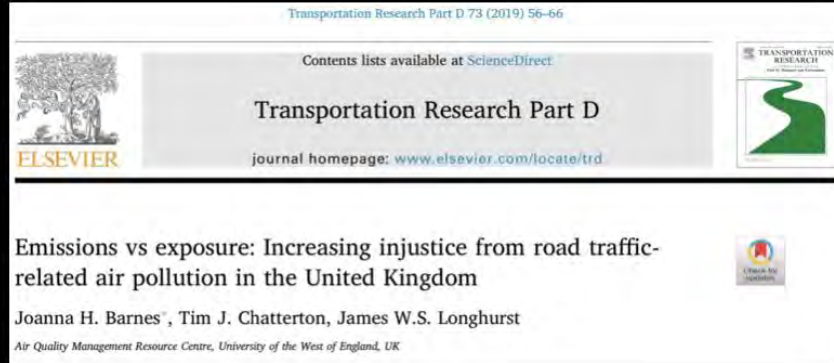 Transportation Research Part D 73 (2019) 56–66
Contents lists available at ScienceDirect
Transportation Research Part D
journal homepage: www.elsevier.com/locate/trd
ELSEVIER
TRANSPORTATION
RESEARCH
Emissions vs exposure: Increasing injustice from road traffic-
related air pollution in the United Kingdom
Check for
updates
Joanna H. Barnes*, Tim J. Chatterton, James W.S. Longhurst
Air Quality Management Resource Centre, University of the West of England, UK